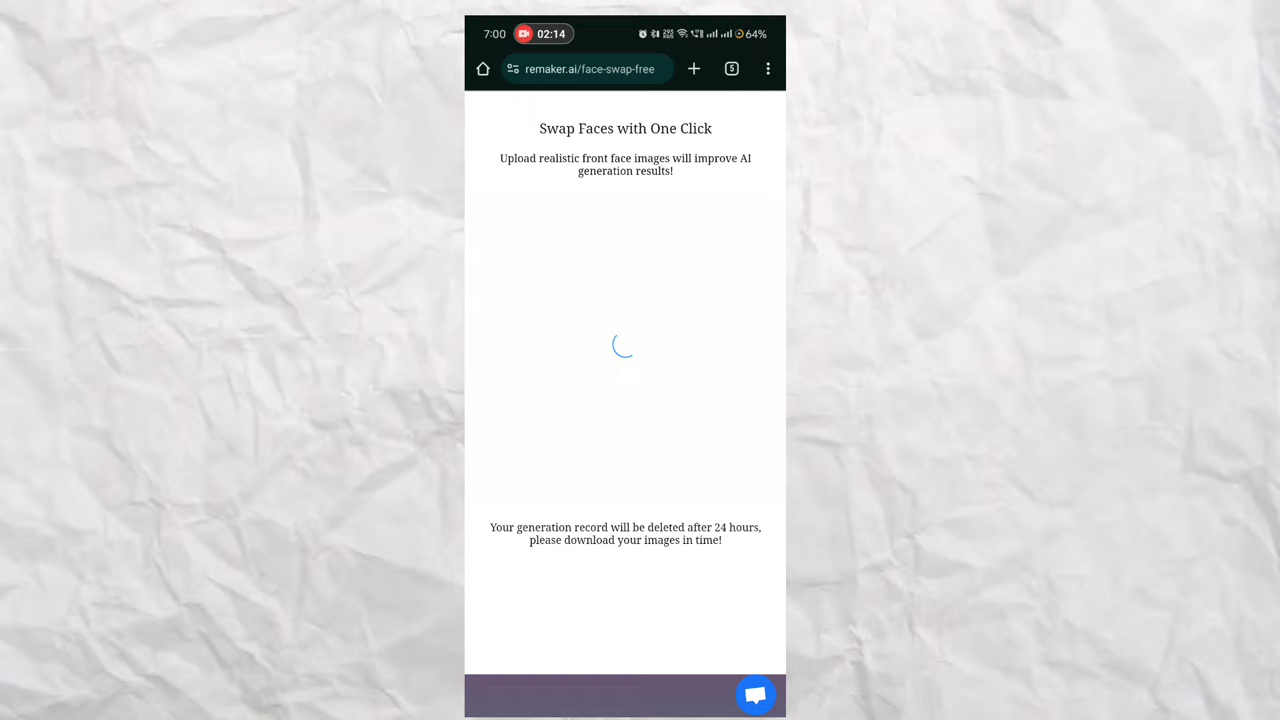 7:00 02:14 64%
remaker.ai/face-swap-free 5
Swap Faces with One Click
Upload realistic front face images will improve AI
generation results!
Your generation record will be deleted after 24 hours,
please download your images in time!